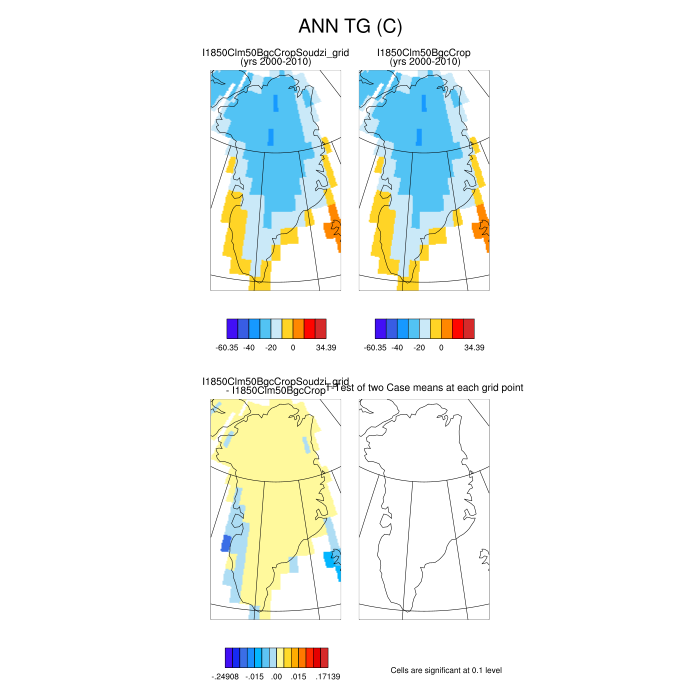 ANN TG (C)
I1850Clm50BgcCropSoudzi_grid
(yrs 2000-2010)
I1850Clm50BgcCrop
(yrs 2000-2010)
-60.35 -40 -20 0 34.39
-60.35 -40 -20 0 34.39
I1850Clm50BgcCropSoudzi_grid
- I1850Clm50BgcCrop
T-Test of two Case means at each grid point
-.24908 -.015 .00 .015 .17139
Cells are significant at 0.1 level